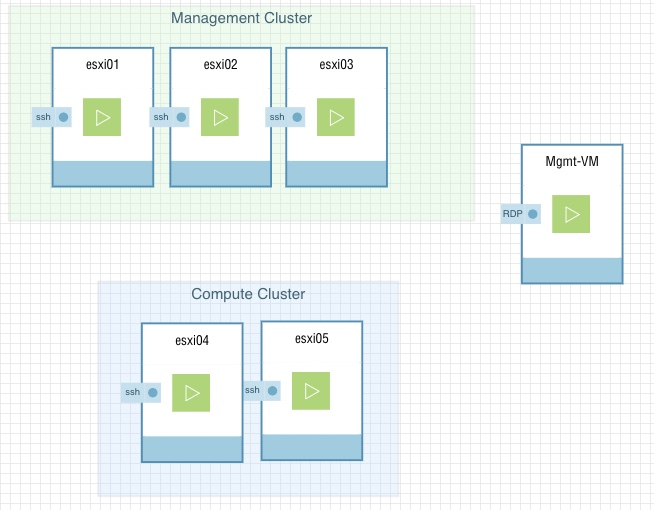 Management Cluster
esxi01
esxi02
esxi03
ssh
ssh
ssh
Mgmt-VM
RDP
Compute Cluster
esxi04
esxi05
ssh
ssh